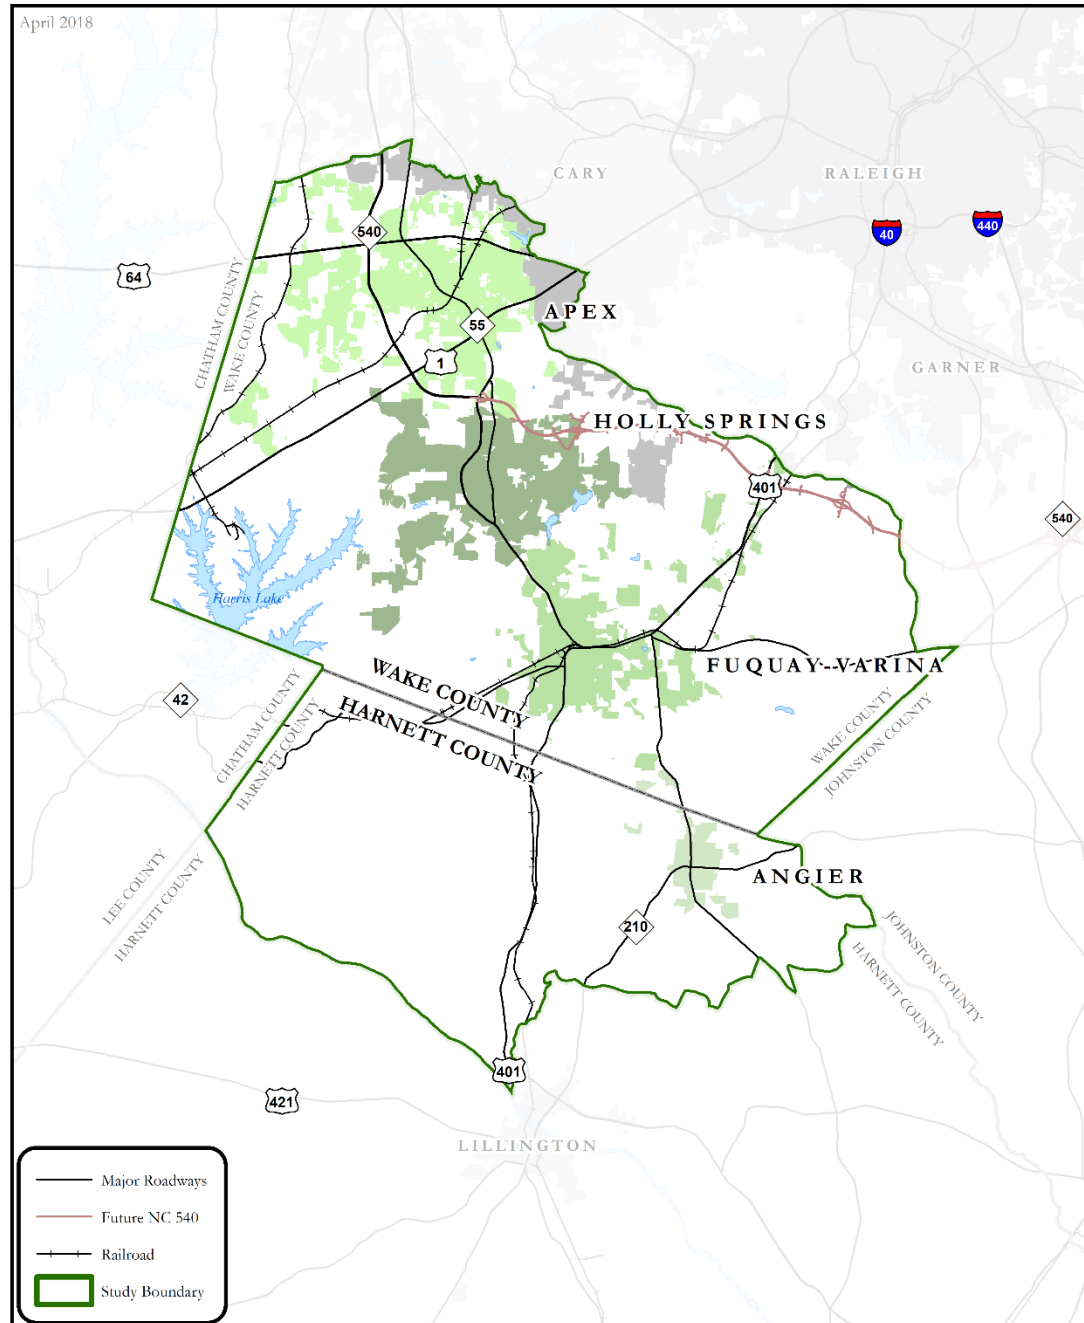 April 2018
CARY
RALEIGH
40
440
540
64
CHATHAM COUNTY
WAKE COUNTY
55
APEX
1
GARNER
HOLLY SPRINGS
401
540
Harris Lake
42
WAKE COUNTY
HARNETT COUNTY
FUQUAY-VARINA
CHATHAM COUNTY
HARNETT COUNTY
WAKE COUNTY
JOHNSTON COUNTY
LEE COUNTY
HARNETT COUNTY
ANGIER
210
JOHNSTON COUNTY
HARNETT COUNTY
401
421
LILLINGTON
Major Roadways
Future NC 540
Railroad
Study Boundary